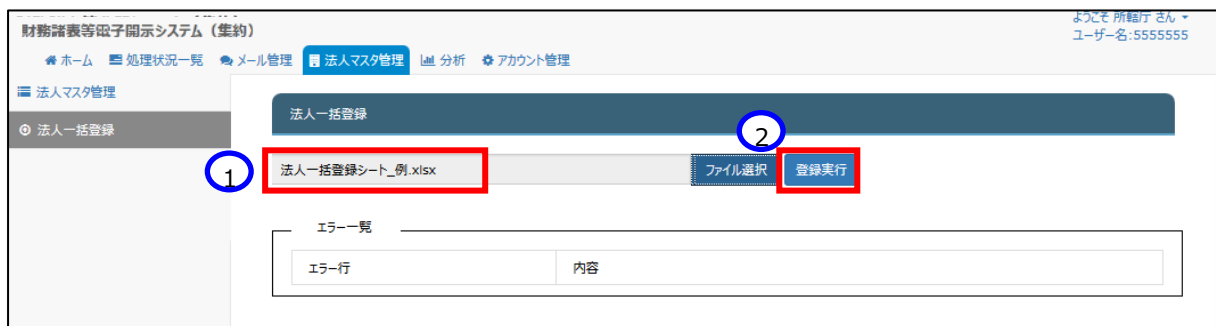 財務諸表等電子開示システム（集約）
ようこそ 所轄庁 さん
ユーザー名:5555555
ホーム 処理状況一覧 メール管理 法人マスタ管理 分析 アカウント管理
法人マスタ管理
法人一括登録
法人一括登録
1
法人一括登録シート_例.xlsx
ファイル選択
2
登録実行
エラー一覧
エラー行 内容